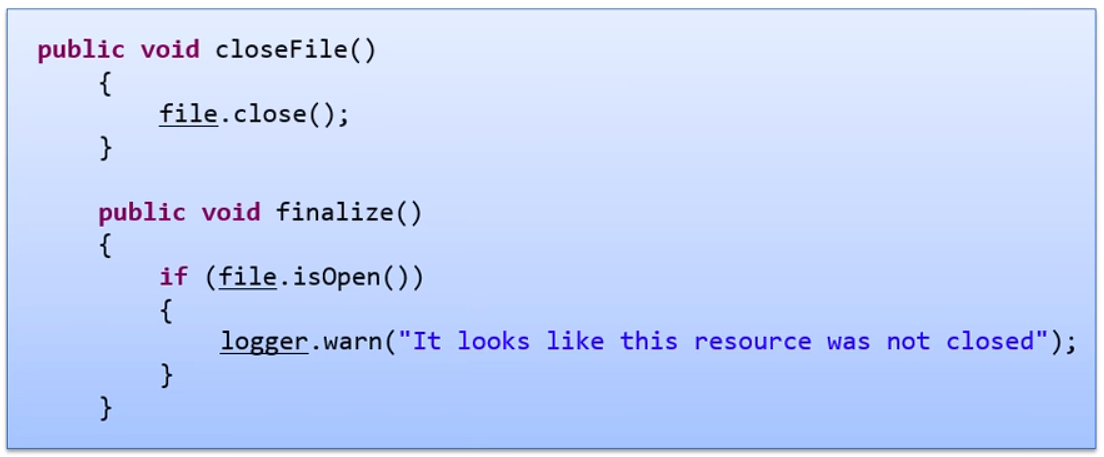 public void closeFile()
{
file.close();
}
public void finalize()
{
if (file.isOpen())
{
logger.warn("It looks like this resource was not closed");
}
}